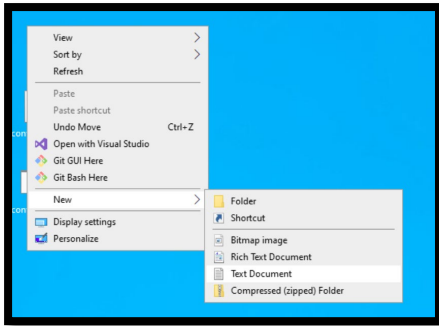 View
Sort by
Refresh
Paste
Paste shortcut
Undo Move Ctrl+Z
Open with Visual Studio
Git GUI Here
Git Bash Here
New
Display settings
Personalize
Folder
Shortcut
Bitmap image
Rich Text Document
Text Document
Compressed (zipped) Folder